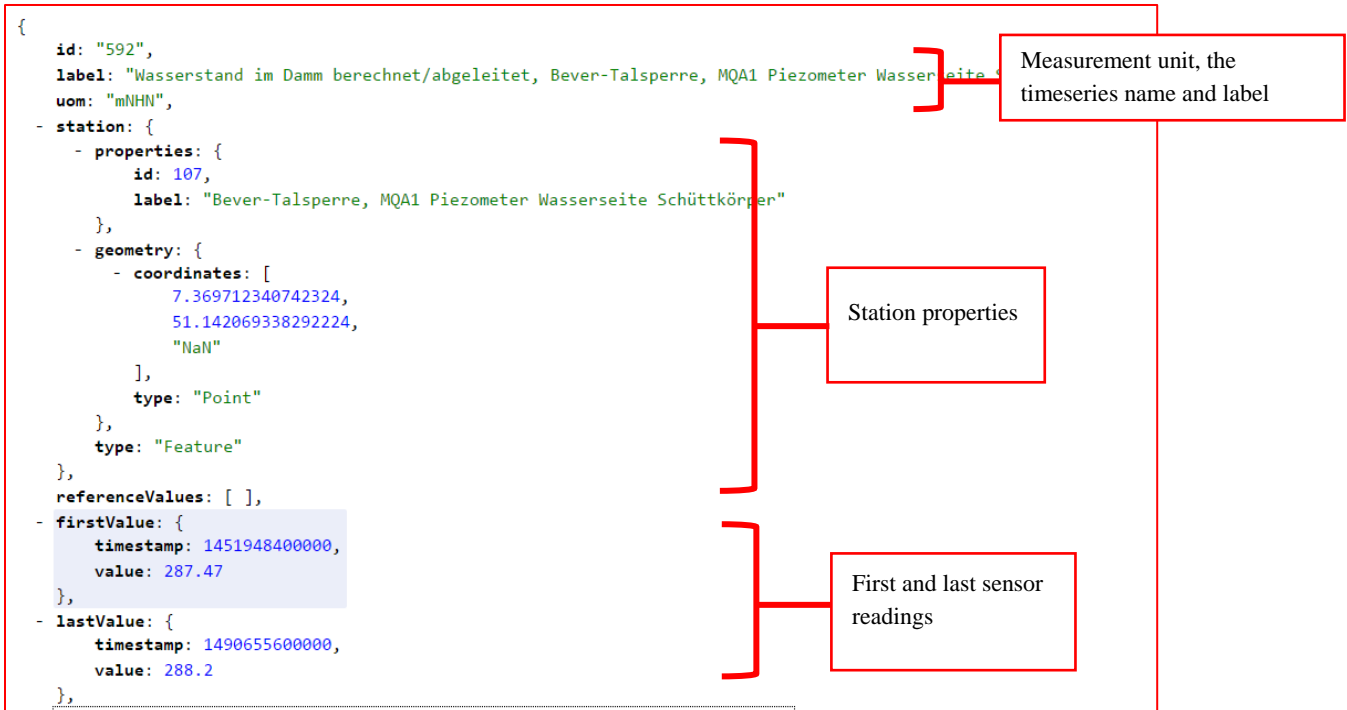 {
id: "592",
label: "Wasserstand im Damm berechnet/abgeleitet, Bever-Talsperre, MQA1 Piezometer Wasserseite S
uom: "mNHN",
- station: {
- properties: {
id: 107,
label: "Bever-Talsperre, MQA1 Piezometer Wasserseite Schüttkörper"
},
- geometry: {
- coordinates: [
7.369712340742324,
51.142069338292224,
"NaN"
],
type: "Point"
},
type: "Feature"
},
referenceValues: [ ],
- firstValue: {
timestamp: 1451948400000,
value: 287.47
},
- lastValue: {
timestamp: 1490655600000,
value: 288.2
},
Measurement unit, the
timeseries name and label
Station properties
First and last sensor
readings